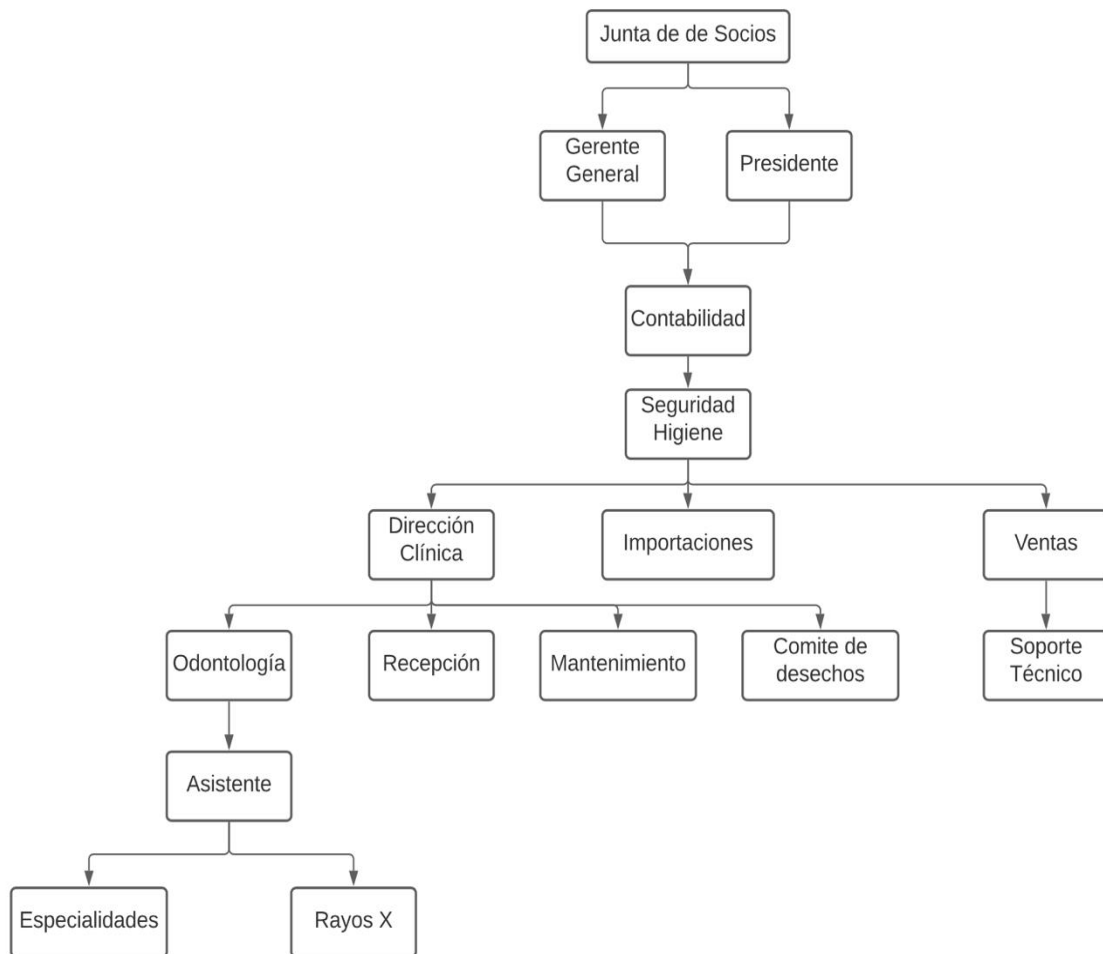 Junta de de Socios
Gerente
General
Presidente
Contabilidad
Seguridad
Higiene
Dirección
Clínica
Importaciones
Ventas
Odontología
Recepción
Mantenimiento
Comite de
desechos
Soporte
Técnico
Asistente
Especialidades
Rayos X